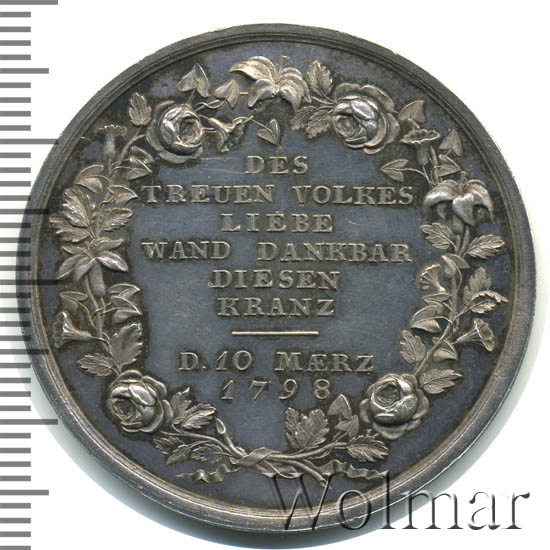 DES
TREUEN VOLKES
LIEBE
WAND DANKBAR
DIESEN
KRANZ
D. 10 MÆRZ
1798
Wolmar